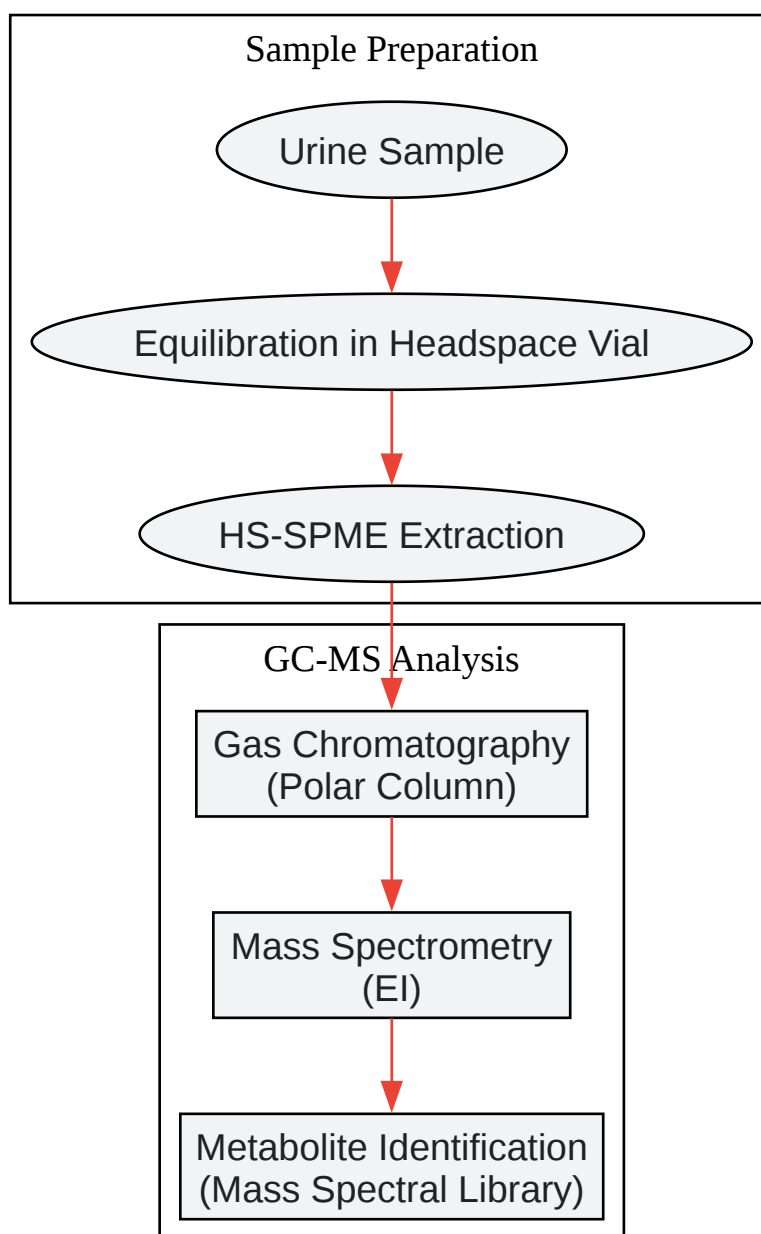 Sample Preparation
Urine Sample
Equilibration in Headspace Vial
HS-SPME Extraction
GC-MS Analysis
Gas Chromatography
(Polar Column)
Mass Spectrometry
(EI)
Metabolite Identification
(Mass Spectral Library)